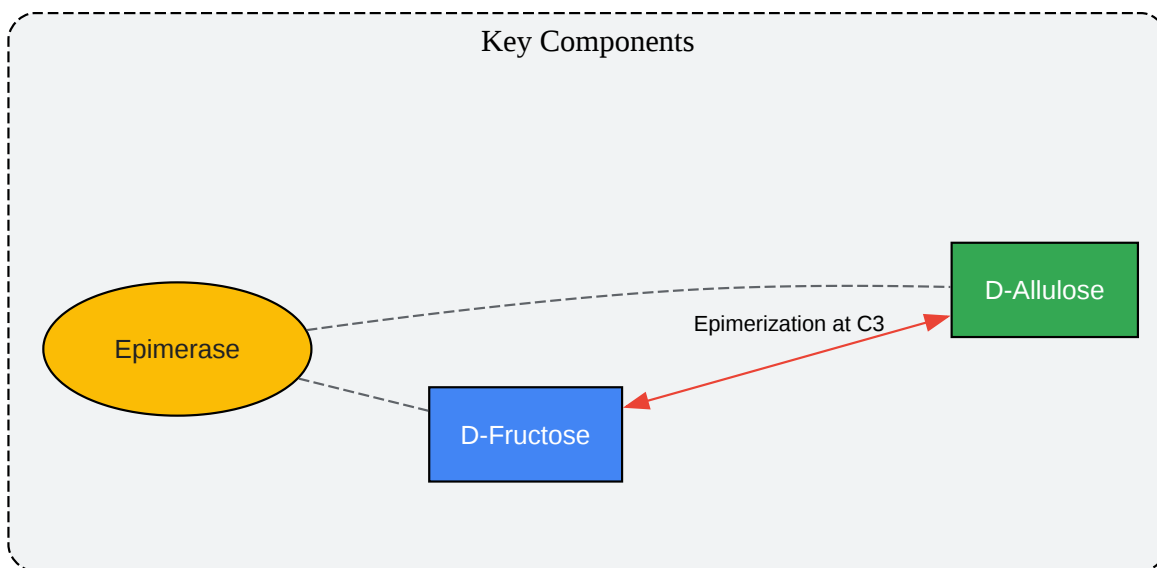 Key Components
D-Allulose
Epimerization at C3
Epimerase
D-Fructose